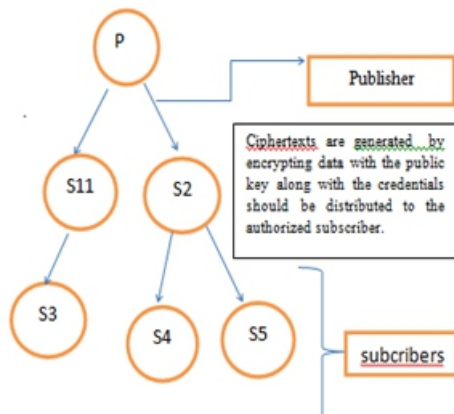 P
Publisher
Ciphertexts are generated by
encrypting data with the public
key along with the credentials
should be distributed to the
authorized subscriber.
S11
S2
S3
S4
S5
subcribers